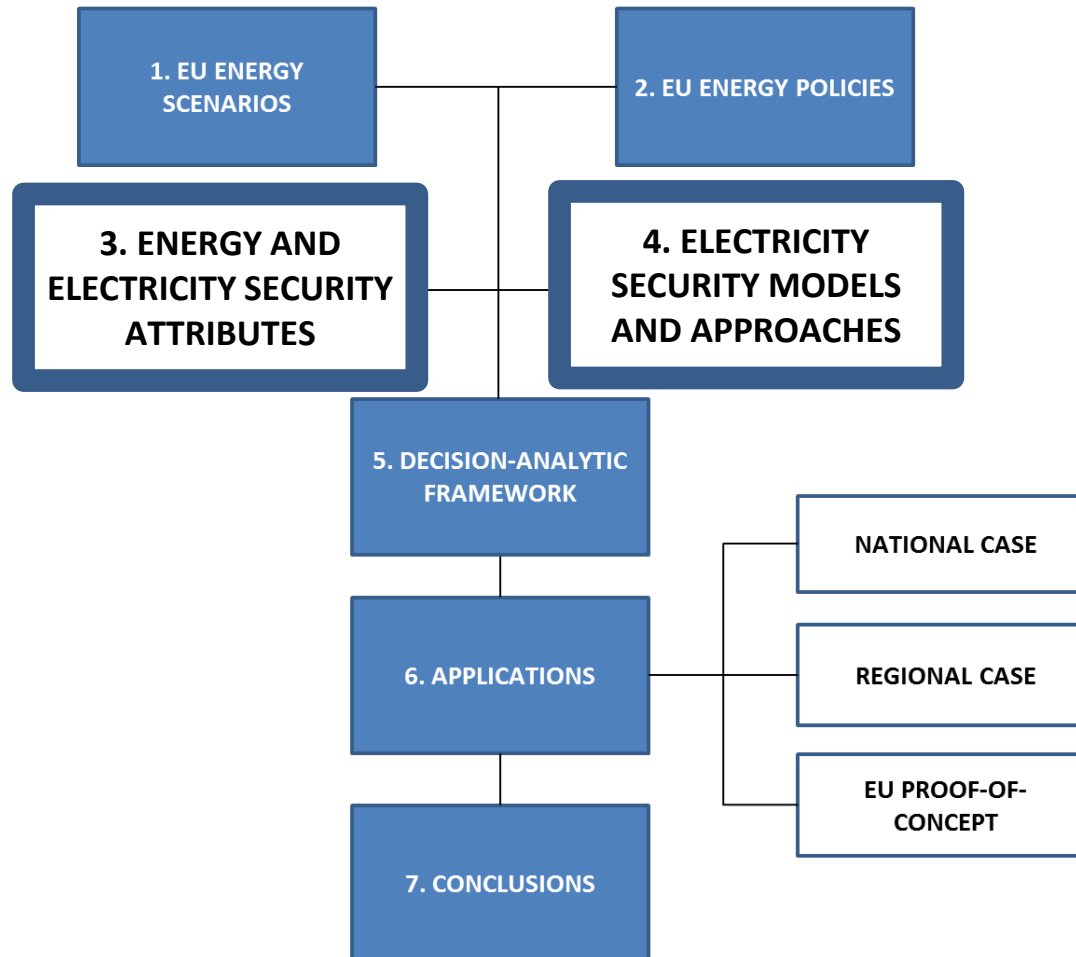 1. EU ENERGY
SCENARIOS
2. EU ENERGY POLICIES
3. ENERGY AND
ELECTRICITY SECURITY
ATTRIBUTES
4. ELECTRICITY
SECURITY MODELS
AND APPROACHES
5. DECISION-ANALYTIC
FRAMEWORK
6. APPLICATIONS
NATIONAL CASE
REGIONAL CASE
EU PROOF-OF-
CONCEPT
7. CONCLUSIONS